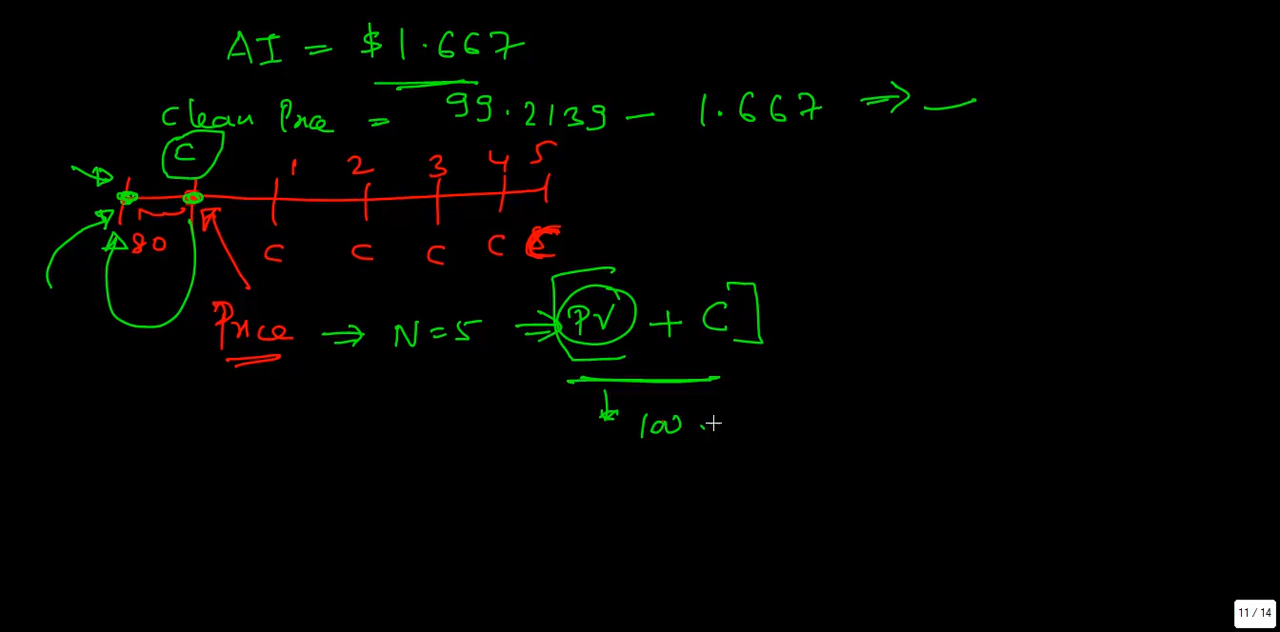 AI = $1.667
Clean Price = 99.2139 - 1.667 ⇒
C
1 2 3 4 5
80
C C C C
Price ⇒ N=5 ⇒ [PV + C]
100 .
11 / 14